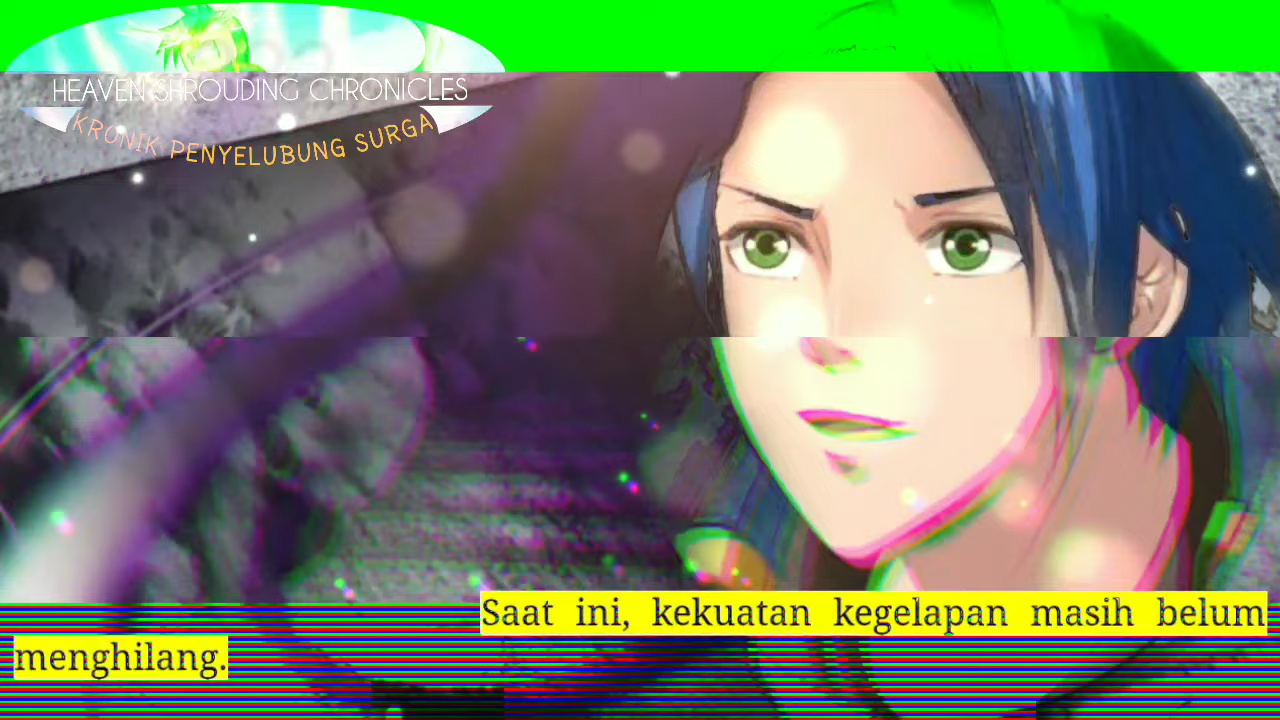 HEAVEN SHROUDING CHRONICLES
KRONIK PENYELUBUNG SURGA
Saat ini, kekuatan kegelapan masih belum
menghilang.